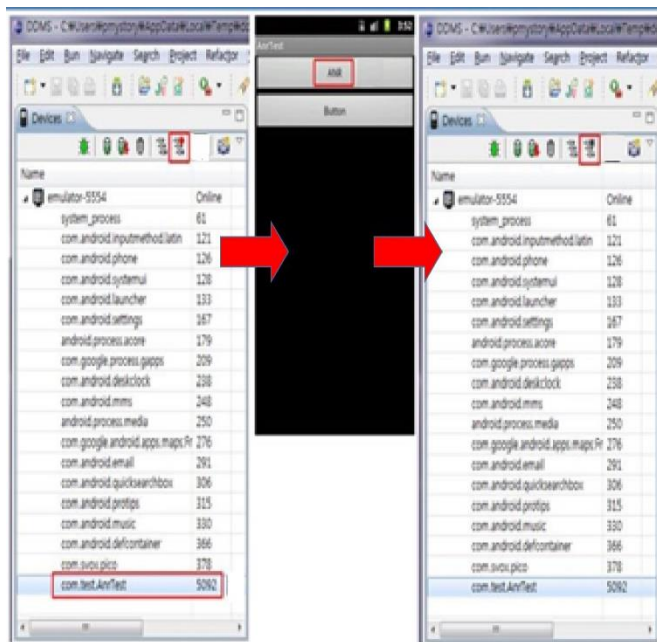 DDMS - C:₩Users₩pmystory₩AppData₩Local₩Temp₩dd
File Edit Run Navigate Search Project Refactor
Devices
Name
emulator-5554 Online
system_process 61
com.android.inputmethod.latin 121
com.android.phone 126
com.android.systemui 128
com.android.launcher 133
com.android.settings 167
android.process.acore 179
com.google.process.gapps 209
com.android.deskclock 238
com.android.mms 248
android.process.media 250
com.google.android.apps.maps:Fr 276
com.android.email 291
com.android.quicksearchbox 306
com.android.protips 315
com.android.music 330
com.android.defcontainer 366
com.svox.pico 378
com.test.AnrTest 5092
3:52
AnrTest
ANR
Button
DDMS - C:₩Users₩pmystory₩AppData₩Local₩Temp₩dd
File Edit Run Navigate Search Project Refactor
Devices
Name
emulator-5554 Online
system_process 61
com.android.inputmethod.latin 121
com.android.phone 126
com.android.systemui 128
com.android.launcher 133
com.android.settings 167
android.process.acore 179
com.google.process.gapps 209
com.android.deskclock 238
com.android.mms 248
android.process.media 250
com.google.android.apps.maps:Fr 276
com.android.email 291
com.android.quicksearchbox 306
com.android.protips 315
com.android.music 330
com.android.defcontainer 366
com.svox.pico 378
com.test.AnrTest 5092